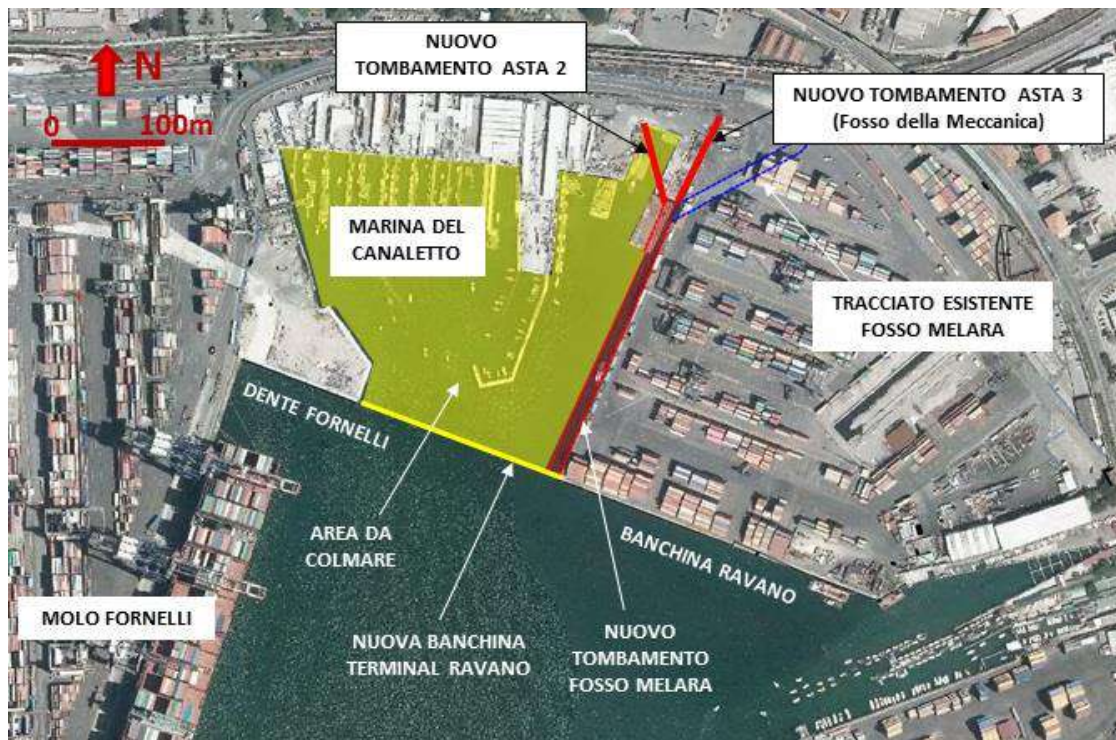 NUOVO
TOMBAMENTO ASTA 2
NUOVO TOMBAMENTO ASTA 3
(Fosso della Meccanica)
N
0 100m
MARINA DEL
CANALETTO
TRACCIATO ESISTENTE
FOSSO MELARA
DENTE FORNELLI
AREA DA
COLMARE
BANCHINA RAVANO
MOLO FORNELLI
NUOVA BANCHINA
TERMINAL RAVANO
NUOVO
TOMBAMENTO
FOSSO MELARA